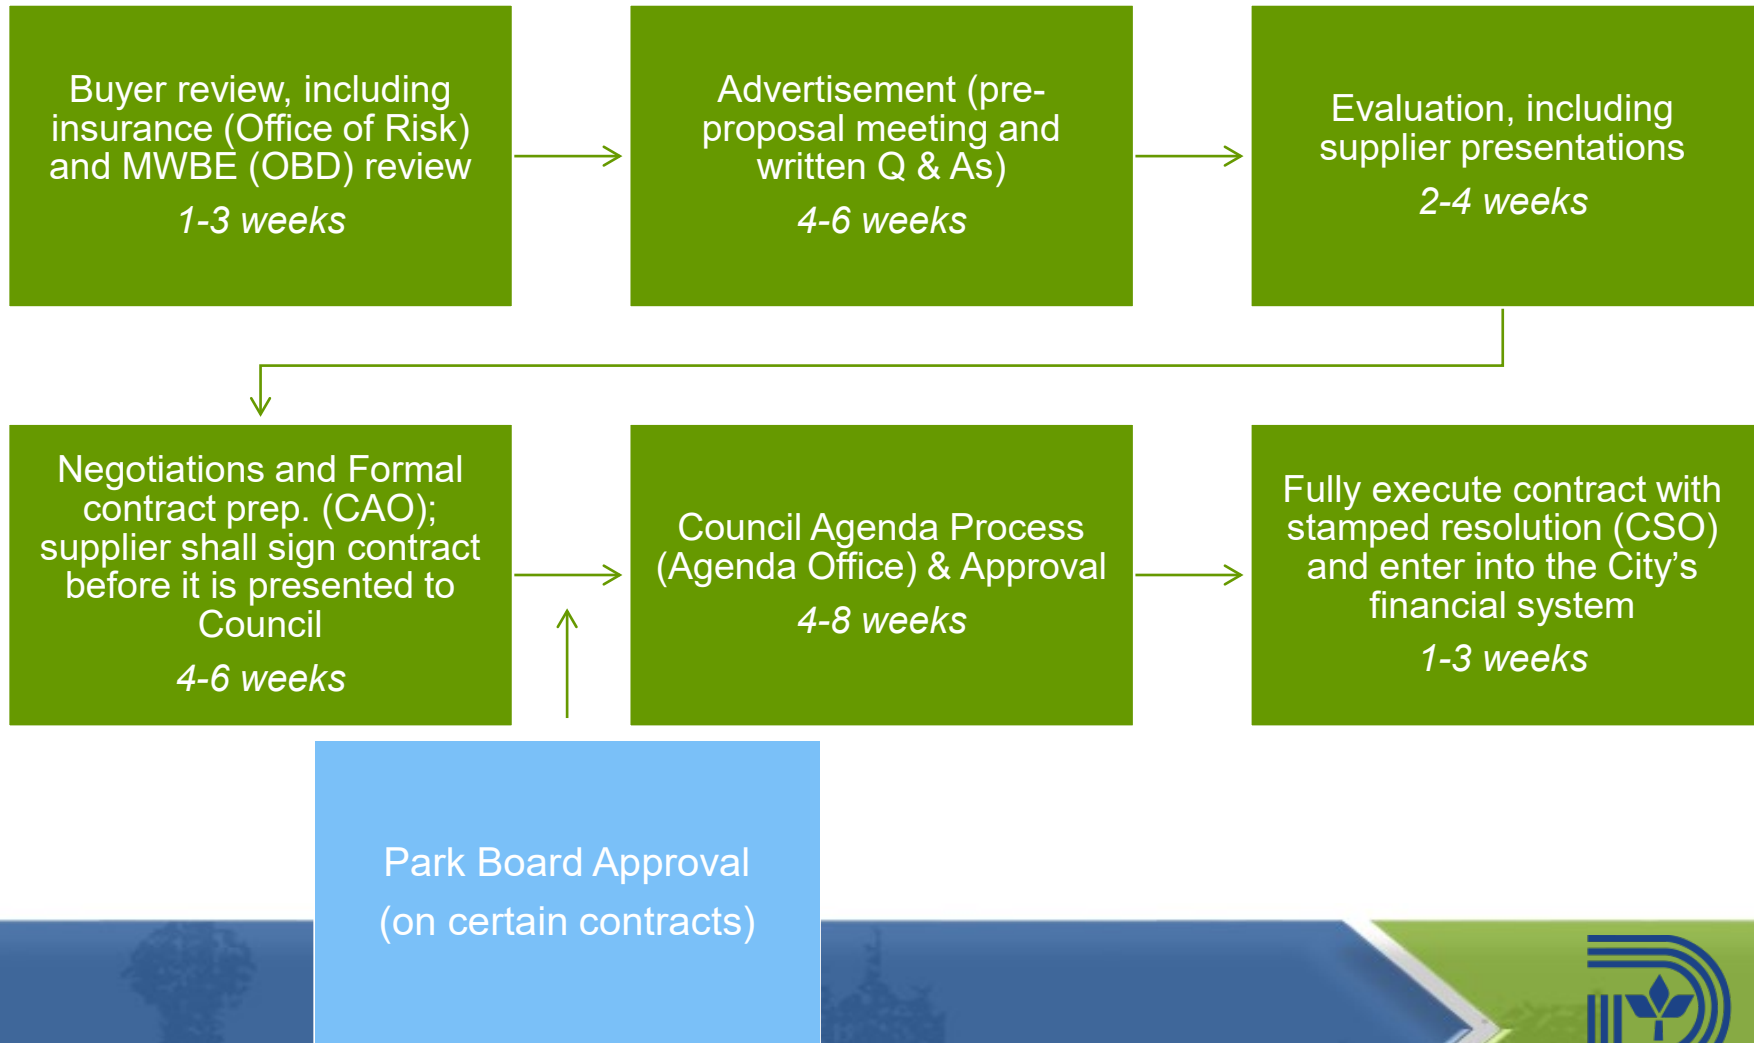 Buyer review, including
insurance (Office of Risk)
and MWBE (OBD) review
1-3 weeks
Advertisement (pre-
proposal meeting and
written Q & As)
4-6 weeks
Evaluation, including
supplier presentations
2-4 weeks
Negotiations and Formal
contract prep. (CAO);
supplier shall sign contract
before it is presented to
Council
4-6 weeks
Council Agenda Process
(Agenda Office) & Approval
4-8 weeks
Fully execute contract with
stamped resolution (CSO)
and enter into the City’s
financial system
1-3 weeks
Park Board Approval
(on certain contracts)